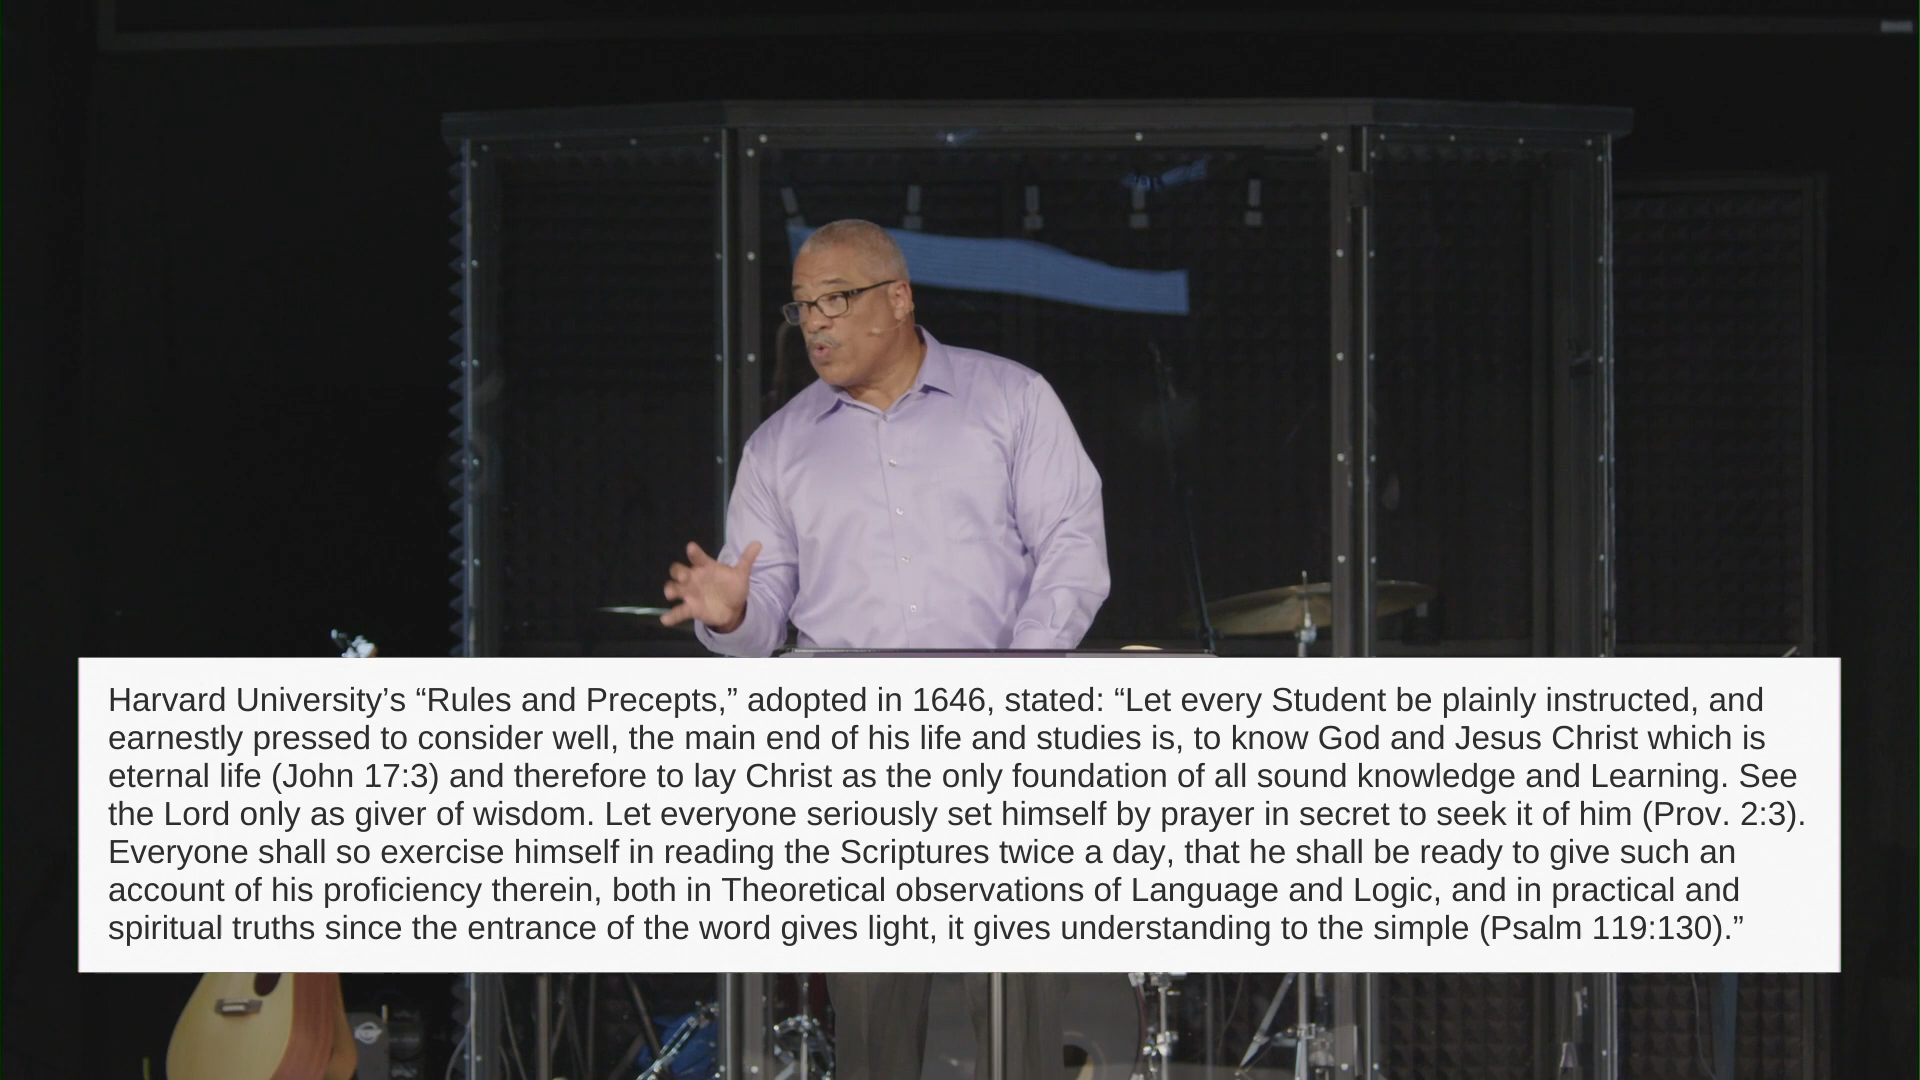 Harvard University’s “Rules and Precepts,” adopted in 1646, stated: “Let every Student be plainly instructed, and
earnestly pressed to consider well, the main end of his life and studies is, to know God and Jesus Christ which is
eternal life (John 17:3) and therefore to lay Christ as the only foundation of all sound knowledge and Learning. See
the Lord only as giver of wisdom. Let everyone seriously set himself by prayer in secret to seek it of him (Prov. 2:3).
Everyone shall so exercise himself in reading the Scriptures twice a day, that he shall be ready to give such an
account of his proficiency therein, both in Theoretical observations of Language and Logic, and in practical and
spiritual truths since the entrance of the word gives light, it gives understanding to the simple (Psalm 119:130).”